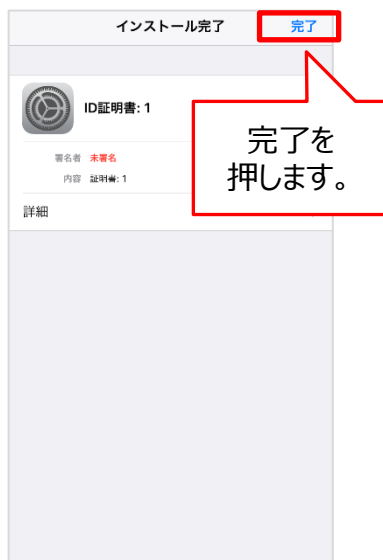 インストール完了
完了
ID証明書: 1
署名者 未署名
内容 証明書: 1
詳細
完了を
押します。